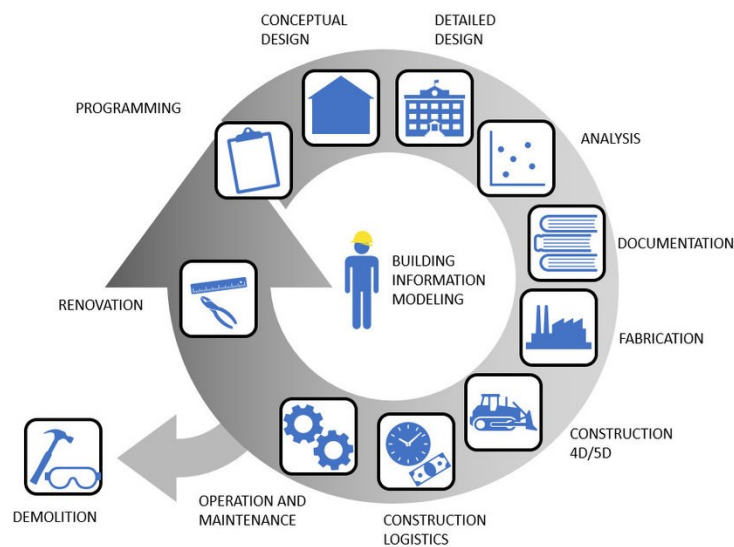 CONCEPTUAL
DESIGN
DETAILED
DESIGN
PROGRAMMING
ANALYSIS
DOCUMENTATION
BUILDING
INFORMATION
MODELING
RENOVATION
FABRICATION
CONSTRUCTION
4D/5D
OPERATION AND
MAINTENANCE
CONSTRUCTION
LOGISTICS
DEMOLITION